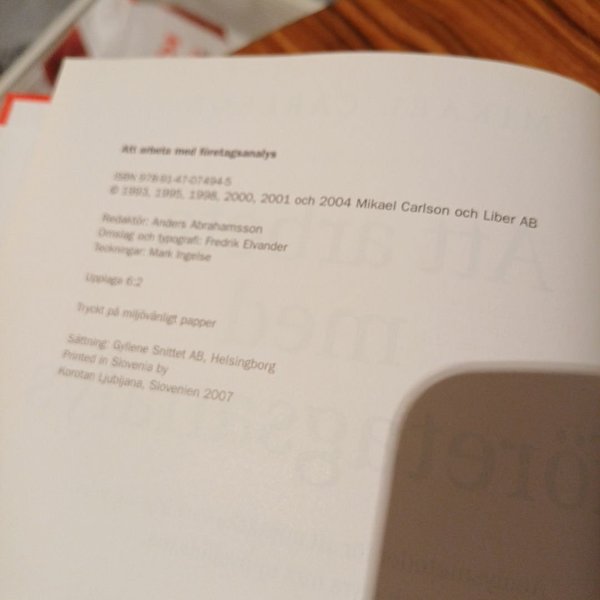 Att arbeta med företagsanalys
ISBN 978-91-47-07494-5
© 1993, 1995, 1998, 2000, 2001 och 2004 Mikael Carlson och Liber AB
Redaktör: Anders Abrahamsson
Omslag och typografi: Fredrik Elvander
Teckningar: Mark Ingelse
Upplaga 6:2
Tryckt på miljövänligt papper
Sättning: Gyllene Snittet AB, Helsingborg
Printed in Slovenia by
Korotan Ljubljana, Slovenien 2007